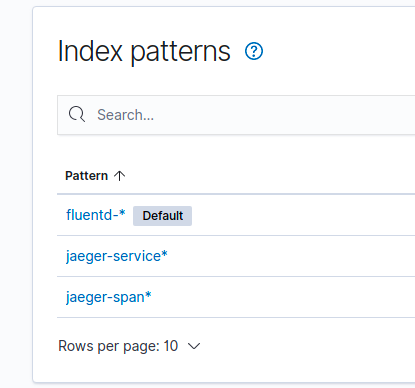 Index patterns
Search...
Pattern
fluentd-* Default
jaeger-service*
jaeger-span*
Rows per page: 10